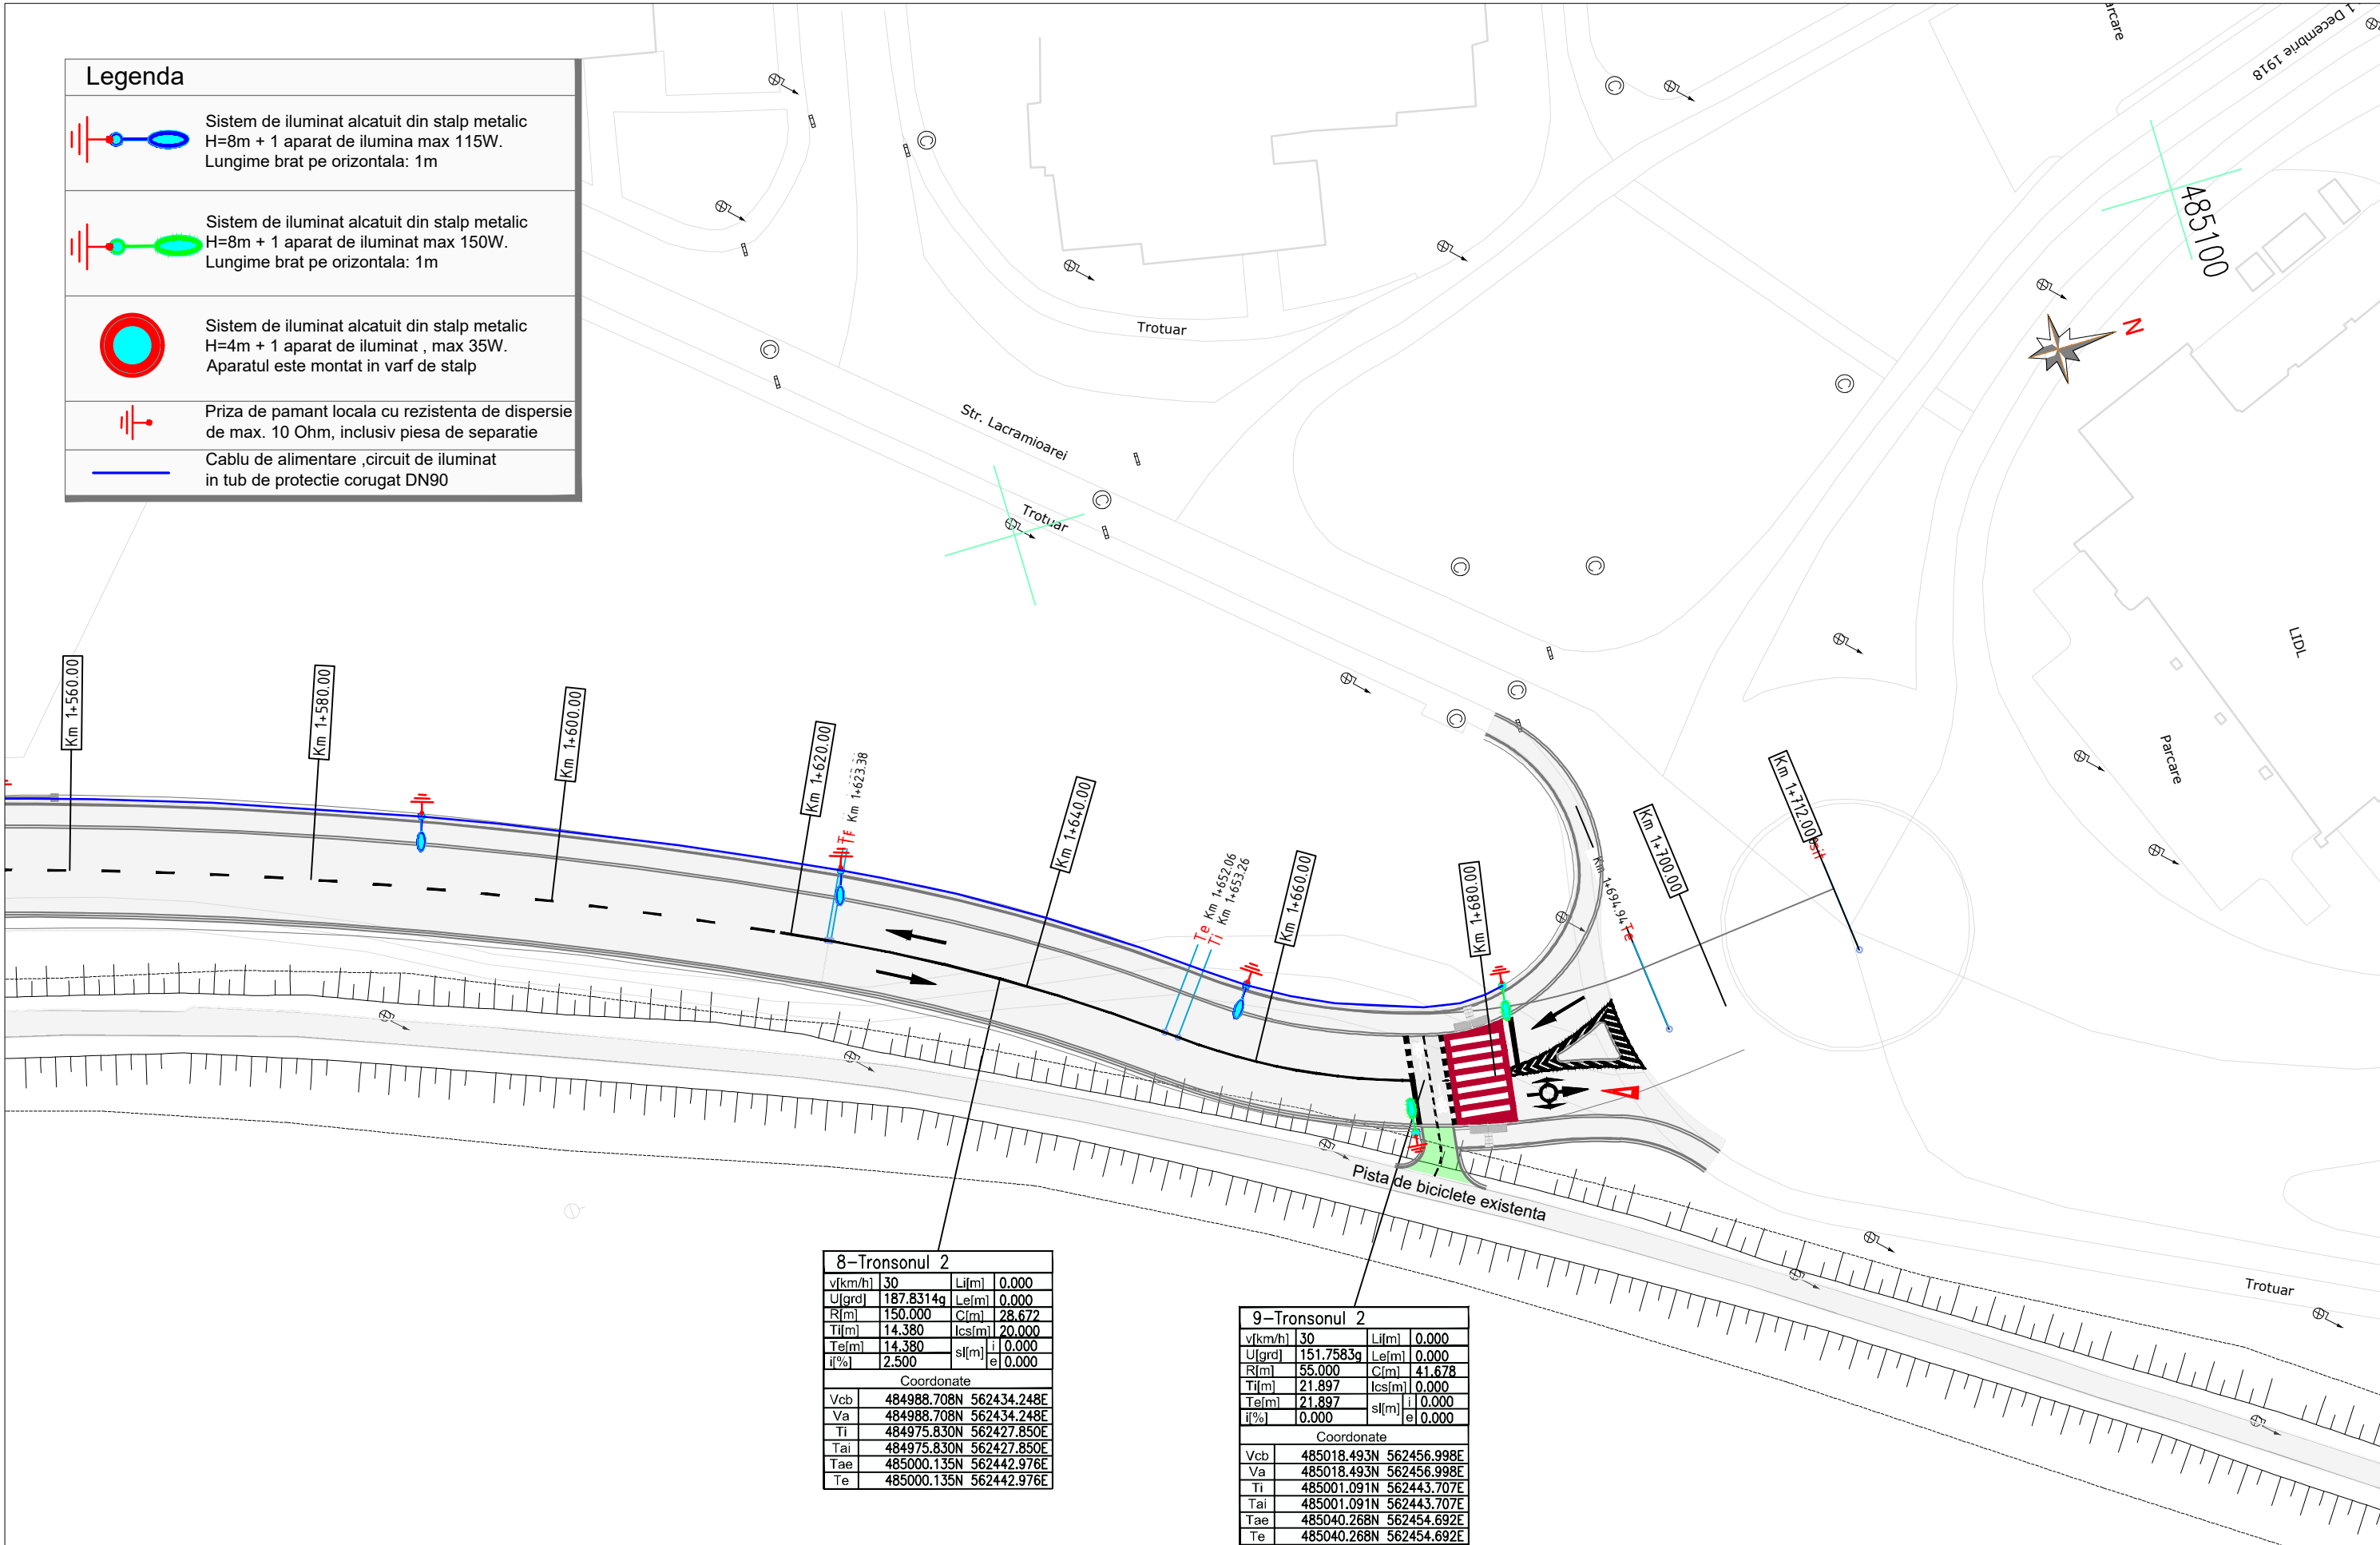 Legenda
Sistem de iluminat alcatuit din stalp metalic
H=8m + 1 aparat de ilumina max 115W.
Lungime brat pe orizontala: 1m
Sistem de iluminat alcatuit din stalp metalic
H=8m + 1 aparat de iluminat max 150W.
Lungime brat pe orizontala: 1m
Sistem de iluminat alcatuit din stalp metalic
H=4m + 1 aparat de iluminat , max 35W.
Aparatul este montat in varf de stalp
Priza de pamant locala cu rezistenta de dispersie
de max. 10 Ohm, inclusiv piesa de separatie
Cablu de alimentare ,circuit de iluminat
in tub de protectie corugat DN90
1 Decembrie 1918
485100
N
Trotuar
Str. Lacramioarei
Trotuar
LIDL
Parcare
Km 1+560.00
Km 1+580.00
Km 1+600.00
Km 1+620.00
Km 1+623.38
Km 1+640.00
Te Km 1+652.06
Ti Km 1+653.26
Km 1+660.00
Km 1+680.00
Km 1+694.94 Te
Km 1+700.00
Km 1+712.00
Pista de biciclete existenta
Trotuar
8-Tronsonul 2
v[km/h] 30 Li[m] 0.000
U[grd] 187.8314g Le[m] 0.000
R[m] 150.000 C[m] 28.672
Ti[m] 14.380 lcs[m] 20.000
Te[m] 14.380 sl[m] i 0.000
i[%] 2.500 e 0.000
Coordonate
Vcb 484988.708N 562434.248E
Va 484988.708N 562434.248E
Ti 484975.830N 562427.850E
Tai 484975.830N 562427.850E
Tae 485000.135N 562442.976E
Te 485000.135N 562442.976E
9-Tronsonul 2
v[km/h] 30 Li[m] 0.000
U[grd] 151.7583g Le[m] 0.000
R[m] 55.000 C[m] 41.678
Ti[m] 21.897 lcs[m] 0.000
Te[m] 21.897 sl[m] i 0.000
i[%] 0.000 e 0.000
Coordonate
Vcb 485018.493N 562456.998E
Va 485018.493N 562456.998E
Ti 485001.091N 562443.707E
Tai 485001.091N 562443.707E
Tae 485040.268N 562454.692E
Te 485040.268N 562454.692E